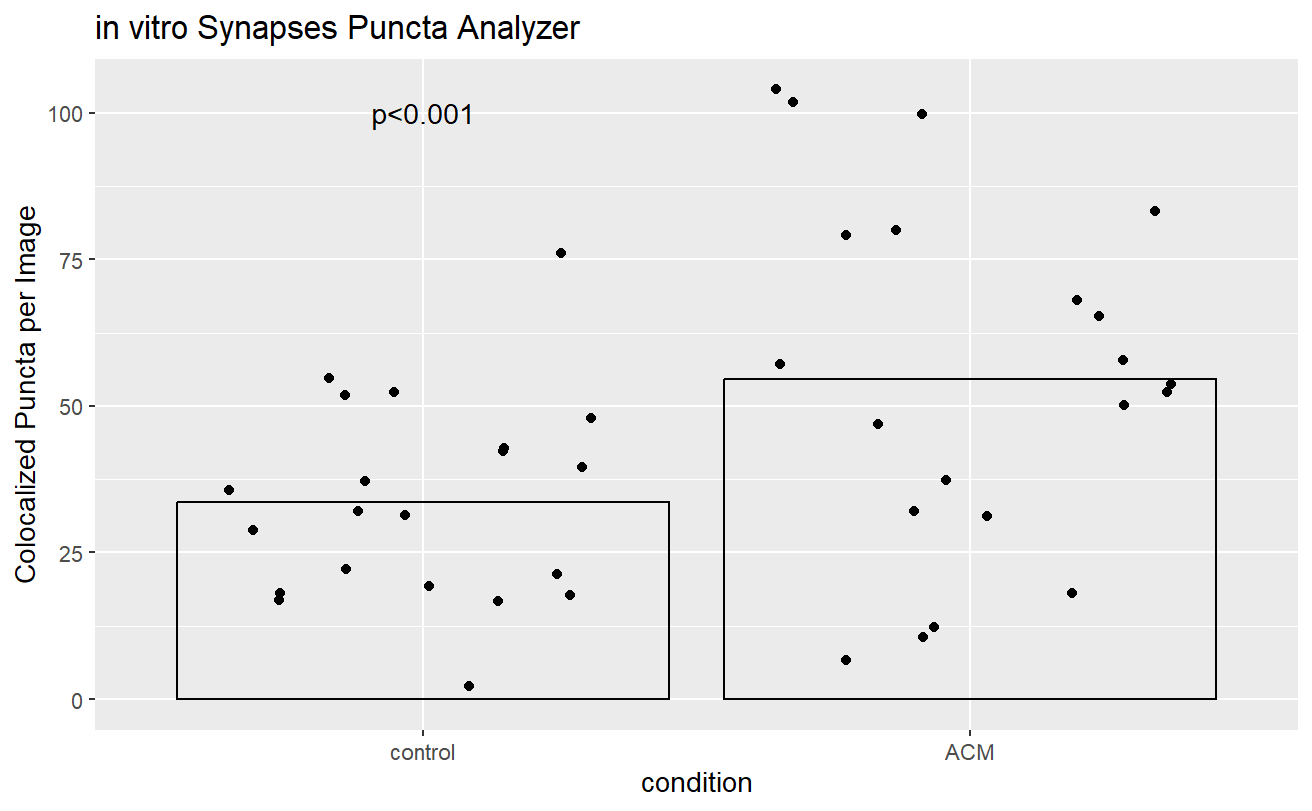 in vitro Synapses Puncta Analyzer
p<0.001
Colocalized Puncta per Image
100
75
50
25
0
control
ACM
condition